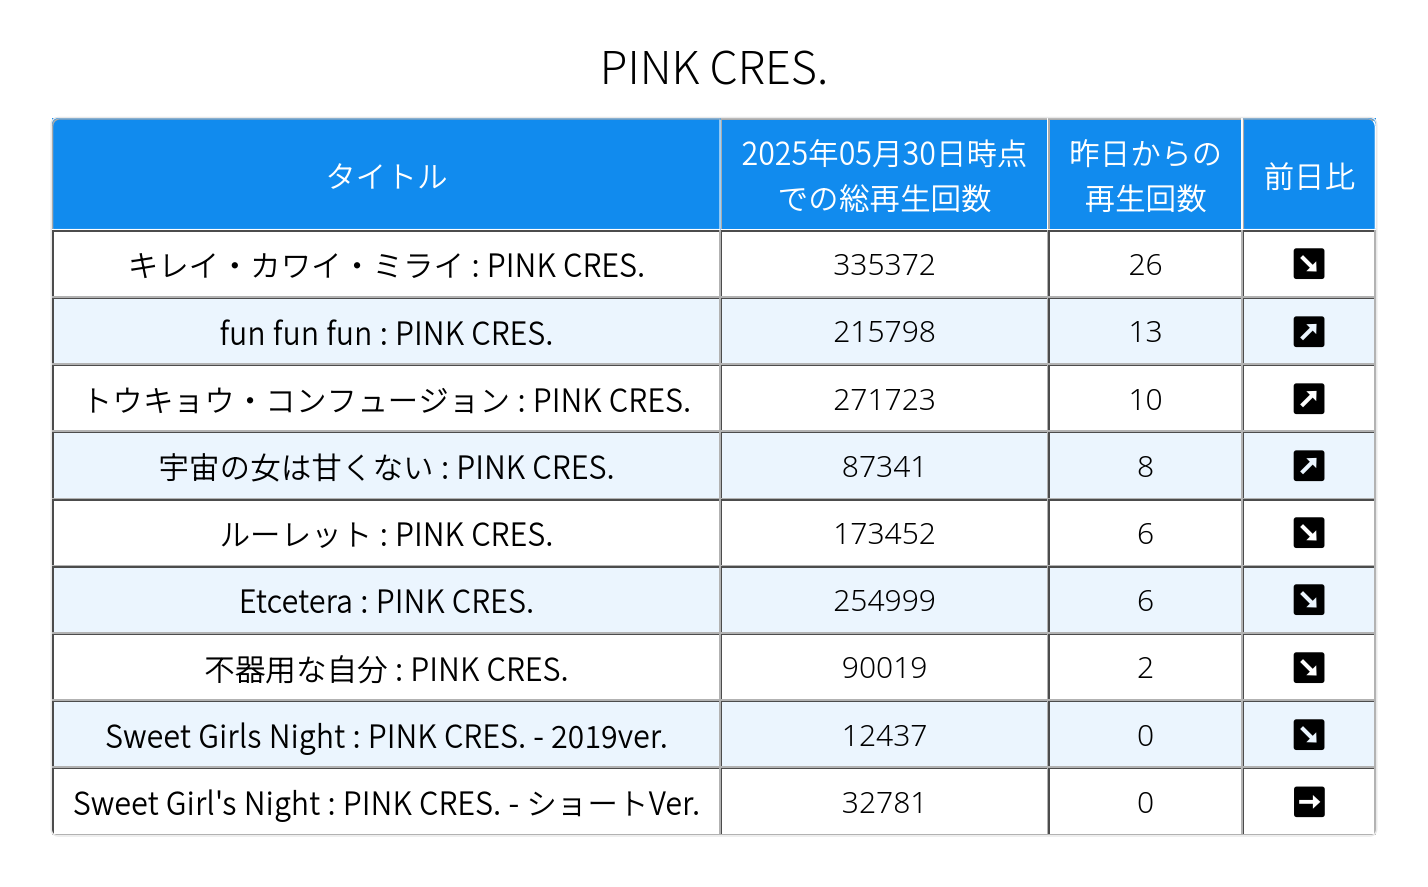 PINK CRES.
タイトル 2025年05月30日時点での総再生回数 昨日からの再生回数 前日比
キレイ・カワイ・ミライ : PINK CRES. 335372 26 ↘
fun fun fun : PINK CRES. 215798 13 ↗
トウキョウ・コンフュージョン : PINK CRES. 271723 10 ↗
宇宙の女は甘くない : PINK CRES. 87341 8 ↗
ルーレット : PINK CRES. 173452 6 ↘
Etcetera : PINK CRES. 254999 6 ↘
不器用な自分 : PINK CRES. 90019 2 ↘
Sweet Girls Night : PINK CRES. - 2019ver. 12437 0 ↘
Sweet Girl's Night : PINK CRES. - ショートVer. 32781 0 →